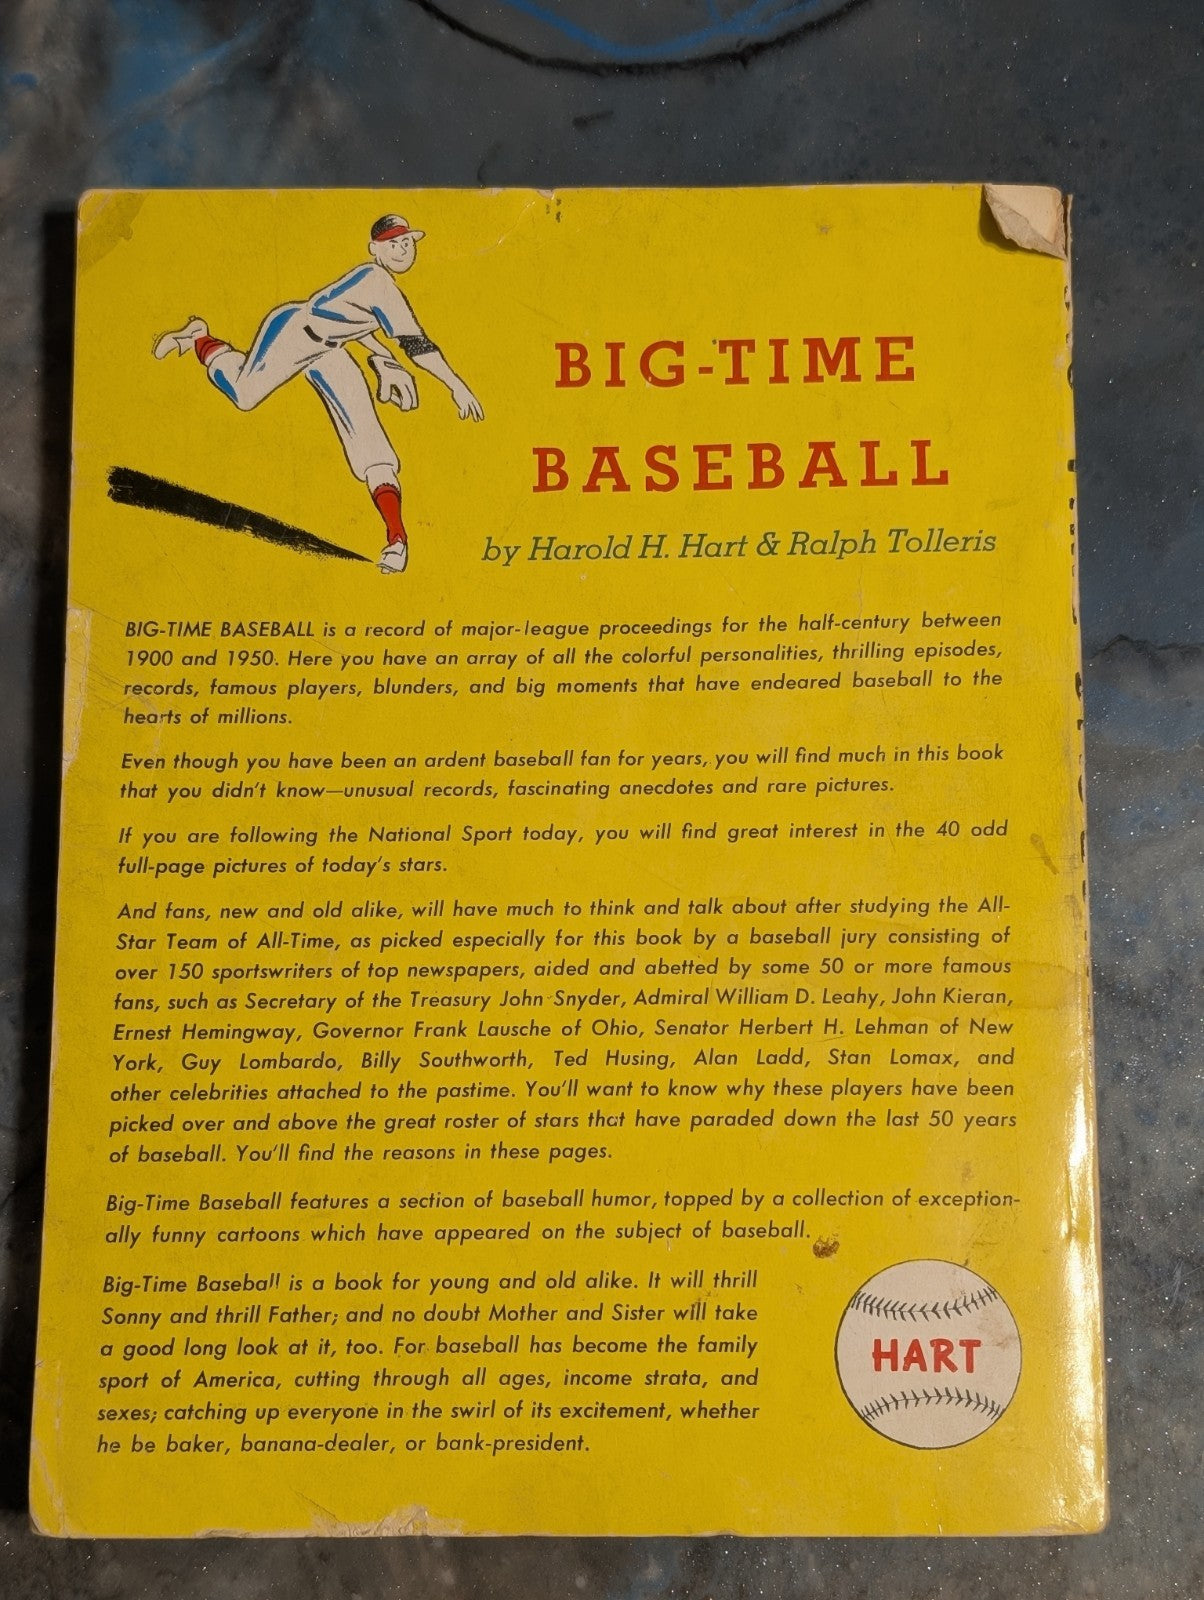 BIG-TIME
BASEBALL
by Harold H. Hart & Ralph Tolleris
BIG-TIME BASEBALL is a record of major-league proceedings for the half-century between
1900 and 1950. Here you have an array of all the colorful personalities, thrilling episodes,
records, famous players, blunders, and big moments that have endeared baseball to the
hearts of millions.
Even though you have been an ardent baseball fan for years, you will find much in this book
that you didn't know—unusual records, fascinating anecdotes and rare pictures.
If you are following the National Sport today, you will find great interest in the 40 odd
full-page pictures of today's stars.
And fans, new and old alike, will have much to think and talk about after studying the All-
Star Team of All-Time, as picked especially for this book by a baseball jury consisting of
over 150 sportswriters of top newspapers, aided and abetted by some 50 or more famous
fans, such as Secretary of the Treasury John Snyder, Admiral William D. Leahy, John Kieran,
Ernest Hemingway, Governor Frank Lausche of Ohio, Senator Herbert H. Lehman of New
York, Guy Lombardo, Billy Southworth, Ted Husing, Alan Ladd, Stan Lomax, and
other celebrities attached to the pastime. You'll want to know why these players have been
picked over and above the great roster of stars that have paraded down the last 50 years
of baseball. You'll find the reasons in these pages.
Big-Time Baseball features a section of baseball humor, topped by a collection of exception-
ally funny cartoons which have appeared on the subject of baseball.
Big-Time Baseball is a book for young and old alike. It will thrill
Sonny and thrill Father; and no doubt Mother and Sister will take
a good long look at it, too. For baseball has become the family
sport of America, cutting through all ages, income strata, and
sexes; catching up everyone in the swirl of its excitement, whether
he be baker, banana-dealer, or bank-president.
HART